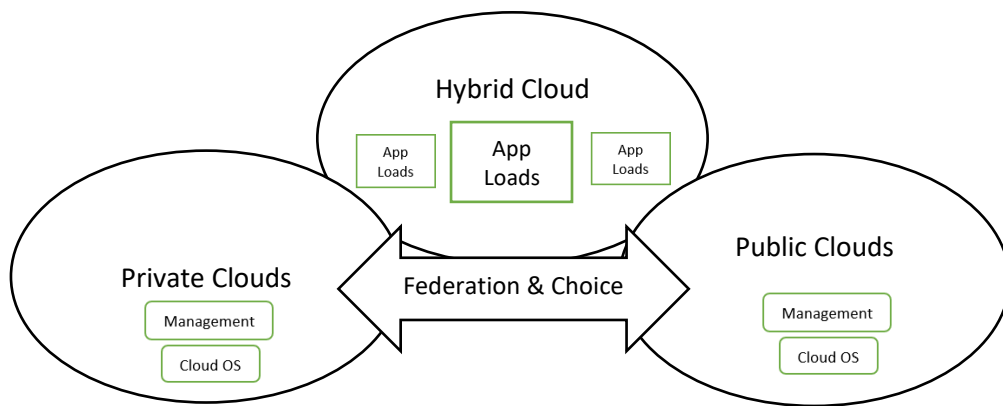 Hybrid Cloud
App
Loads
App
Loads
App
Loads
Private Clouds
Management
Cloud OS
Federation & Choice
Public Clouds
Management
Cloud OS